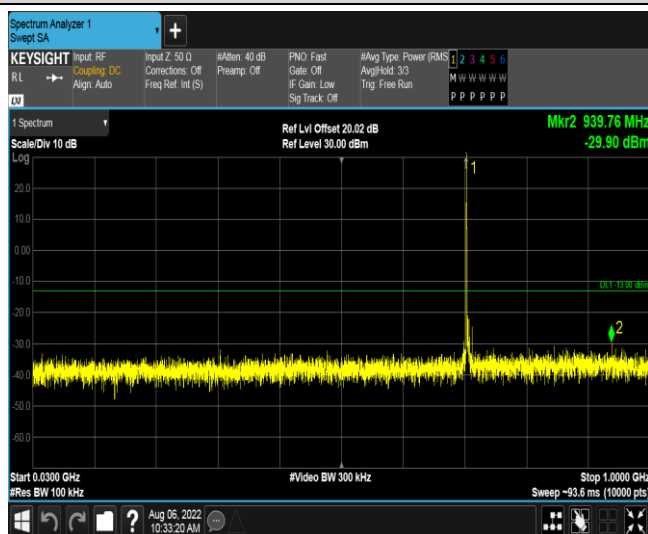 Spectrum Analyzer 1
Swept SA
+
KEYSIGHT
RL
LXI
Input: RF
Coupling: DC
Align: Auto
Input Z: 50 Ω
Corrections: Off
Freq Ref: Int (S)
#Atten: 40 dB
Preamp: Off
PNO: Fast
Gate: Off
IF Gain: Low
Sig Track: Off
#Avg Type: Power (RMS
Avg|Hold: 3/3
Trig: Free Run
1 2 3 4 5 6
M W W W W W
P P P P P P
1 Spectrum
Scale/Div 10 dB
Ref Lvl Offset 20.02 dB
Ref Level 30.00 dBm
Mkr2 939.76 MHz
-29.90 dBm
Log
1
20.0
10.0
0.00
-10.0
DL1 -13.00 dBm
-20.0
2
-30.0
-40.0
-50.0
-60.0
Start 0.0300 GHz
#Res BW 100 kHz
#Video BW 300 kHz
Stop 1.0000 GHz
Sweep ~93.6 ms (10000 pts)
?
Aug 06, 2022
10:33:20 AM